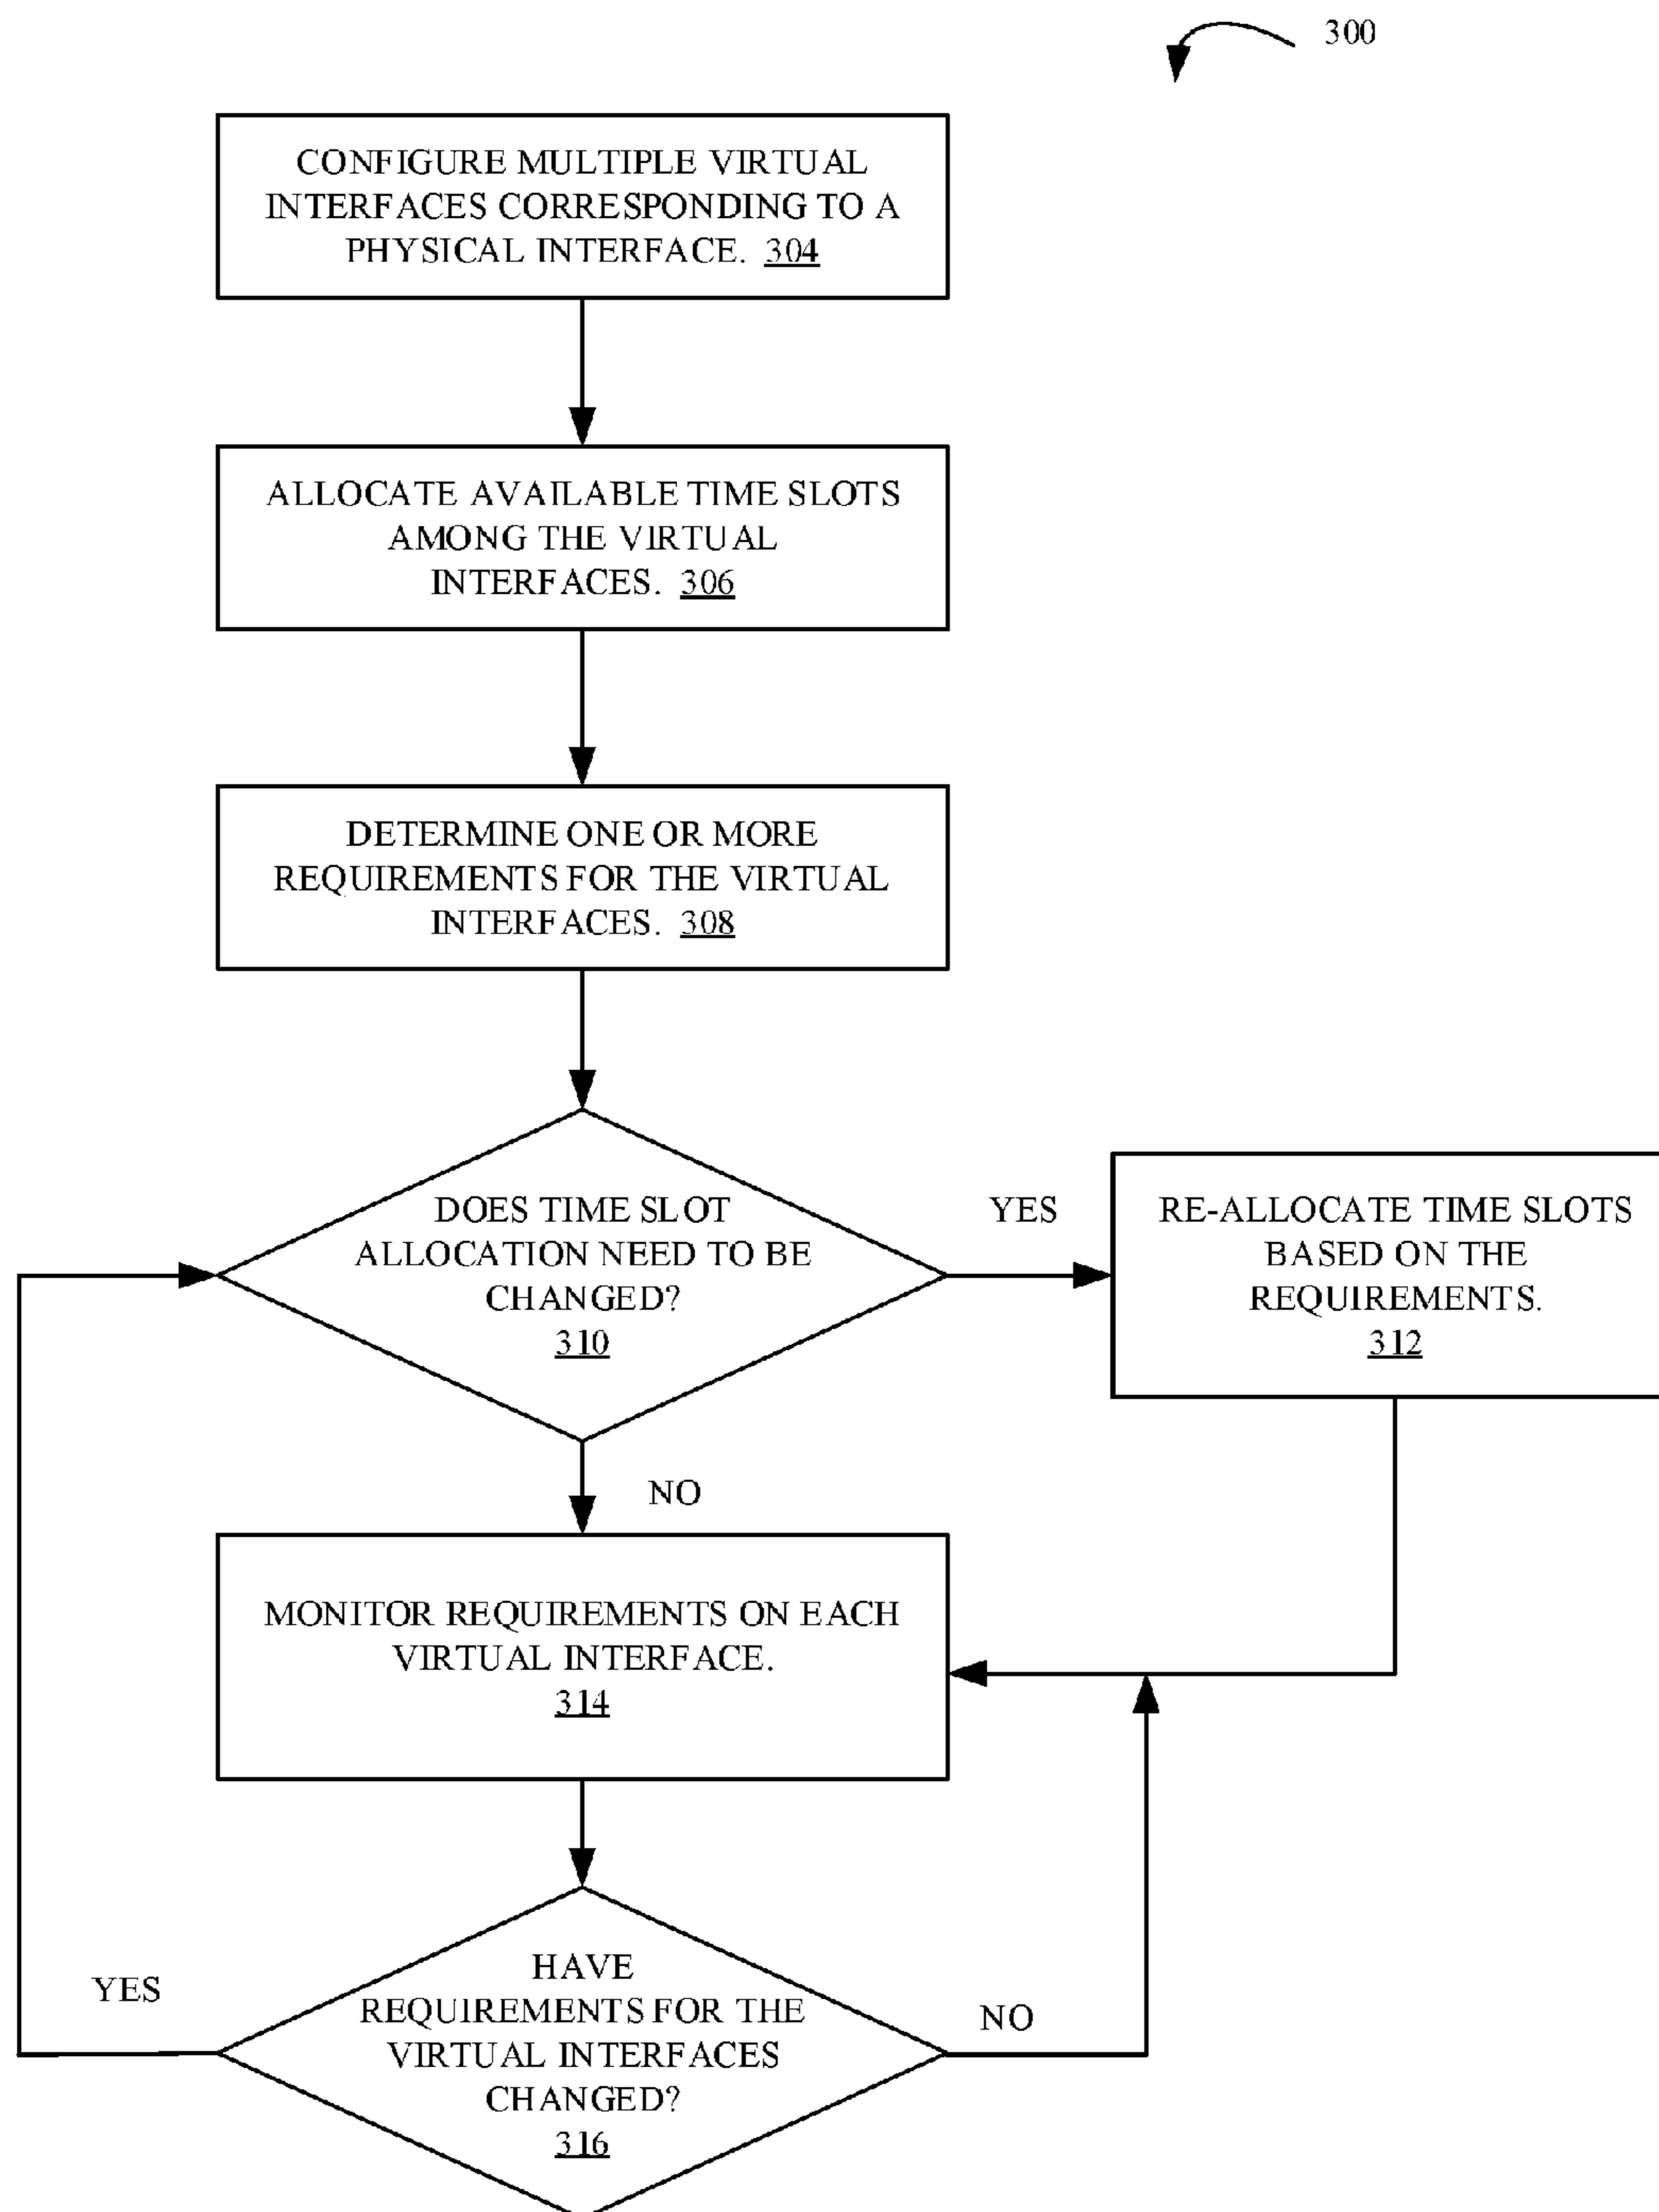 300
CONFIGURE MULTIPLE VIRTUAL
INTERFACES CORRESPONDING TO A
PHYSICAL INTERFACE. 304
ALLOCATE AVAILABLE TIME SLOTS
AMONG THE VIRTUAL
INTERFACES. 306
DETERMINE ONE OR MORE
REQUIREMENTS FOR THE VIRTUAL
INTERFACES. 308
DOES TIME SLOT
ALLOCATION NEED TO BE
CHANGED?
310
YES
RE-ALLOCATE TIME SLOTS
BASED ON THE
REQUIREMENTS.
312
NO
MONITOR REQUIREMENTS ON EACH
VIRTUAL INTERFACE.
314
YES
HAVE
REQUIREMENTS FOR THE
VIRTUAL INTERFACES
CHANGED?
316
NO